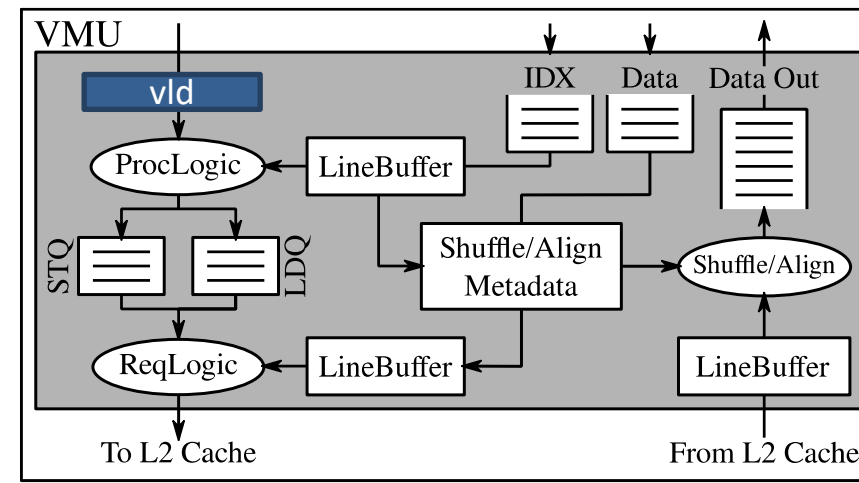 VMU
IDX
Data
Data Out
vld
ProcLogic
LineBuffer
STQ
LDQ
Shuffle/Align
Metadata
Shuffle/Align
ReqLogic
LineBuffer
LineBuffer
To L2 Cache
From L2 Cache